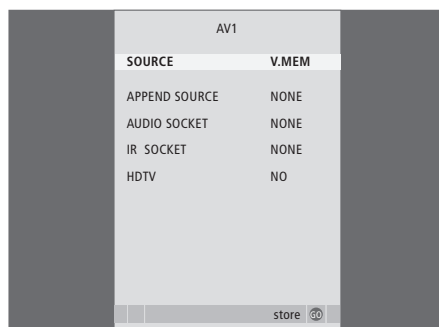 AV1
SOURCE V.MEM
APPEND SOURCE NONE
AUDIO SOCKET NONE
IR SOCKET NONE
HDTV NO
store GO